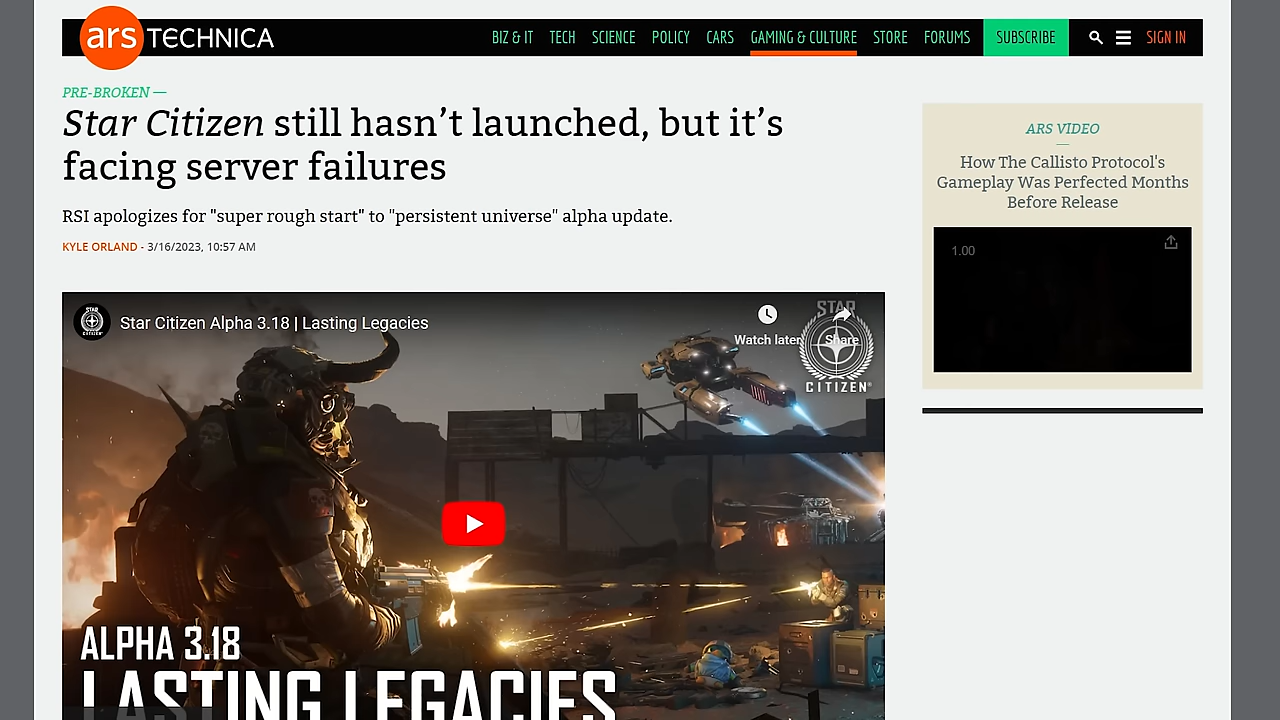 ars TECHNICA
BIZ & IT TECH SCIENCE POLICY CARS GAMING & CULTURE STORE FORUMS SUBSCRIBE SIGN IN
PRE-BROKEN —
Star Citizen still hasn’t launched, but it’s
facing server failures
RSI apologizes for "super rough start" to "persistent universe" alpha update.
KYLE ORLAND - 3/16/2023, 10:57 AM
ARS VIDEO
How The Callisto Protocol's
Gameplay Was Perfected Months
Before Release
1.00
STAR
CITIZEN
Star Citizen Alpha 3.18 | Lasting Legacies
Watch later
Share
STAR
CITIZEN®
ALPHA 3.18
LASTING LEGACIES